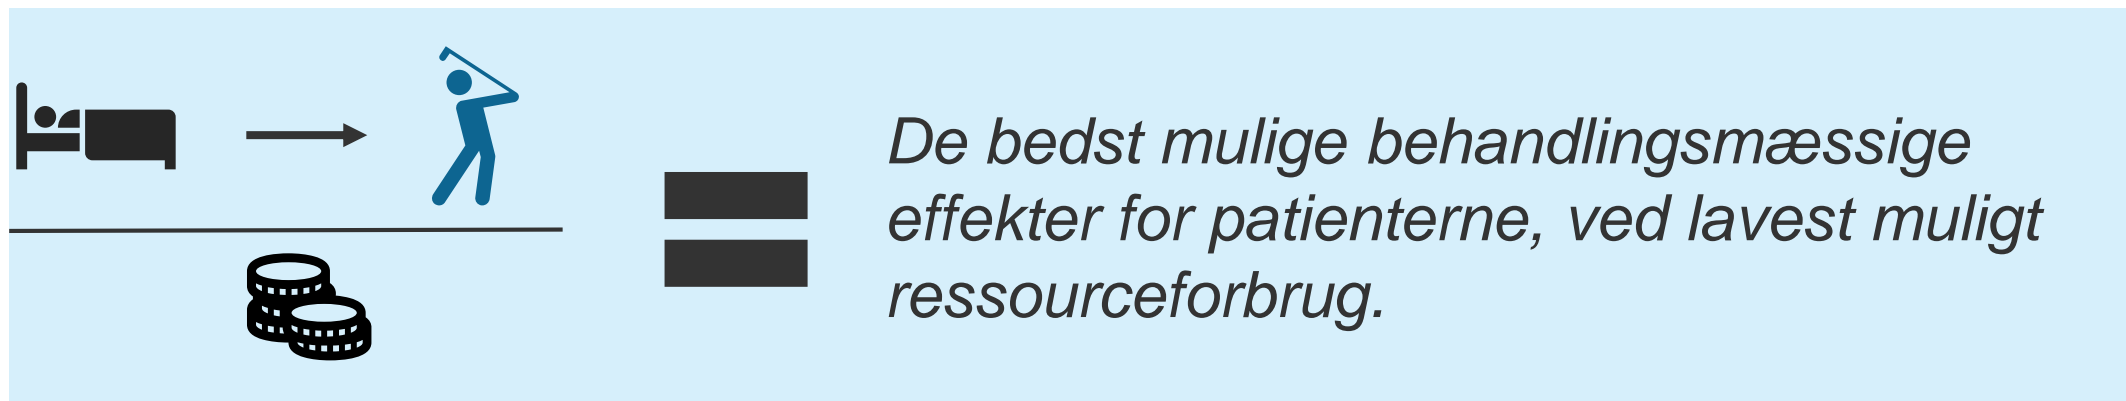 De bedst mulige behandlingsmæssige
effekter for patienterne, ved lavest muligt
ressourceforbrug.